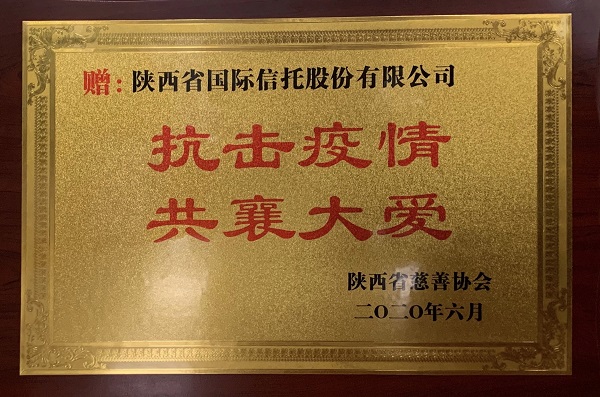 赠：陕西省国际信托股份有限公司
抗击疫情
共襄大爱
陕西省慈善协会
二〇二〇年六月